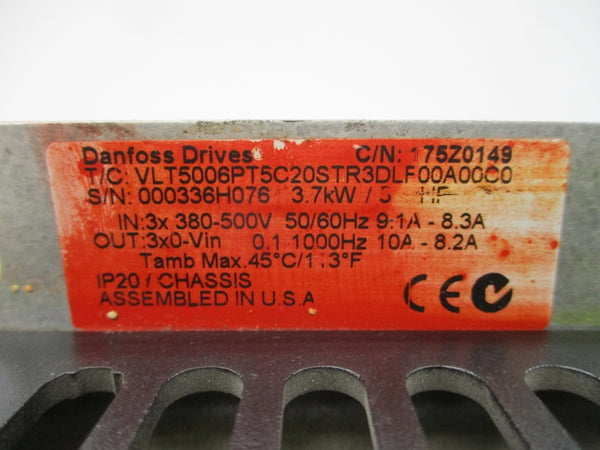 Danfoss Drives C/N: 175Z0149
T/C: VLT5006PT5C20STR3DLF00A00C0
S/N: 000336H076 3.7kW / HP
IN:3x 380-500V 50/60Hz 9.1A - 8.3A
OUT:3x0-Vin 0.1 1000Hz 10A - 8.2A
Tamb Max.45°C/113°F
IP20 / CHASSIS
ASSEMBLED IN U.S.A
CE